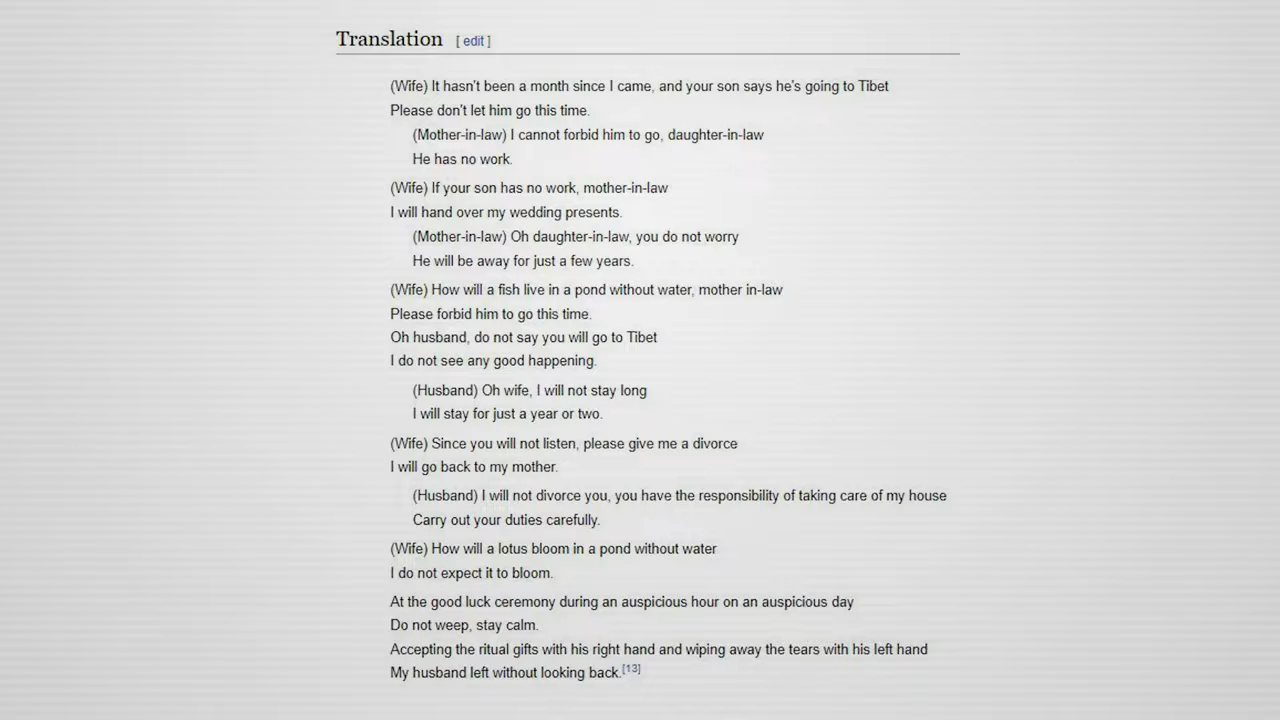 Translation [ edit ]
(Wife) It hasn't been a month since I came, and your son says he's going to Tibet
Please don't let him go this time.
(Mother-in-law) I cannot forbid him to go, daughter-in-law
He has no work.
(Wife) If your son has no work, mother-in-law
I will hand over my wedding presents.
(Mother-in-law) Oh daughter-in-law, you do not worry
He will be away for just a few years.
(Wife) How will a fish live in a pond without water, mother in-law
Please forbid him to go this time.
Oh husband, do not say you will go to Tibet
I do not see any good happening.
(Husband) Oh wife, I will not stay long
I will stay for just a year or two.
(Wife) Since you will not listen, please give me a divorce
I will go back to my mother.
(Husband) I will not divorce you, you have the responsibility of taking care of my house
Carry out your duties carefully.
(Wife) How will a lotus bloom in a pond without water
I do not expect it to bloom.
At the good luck ceremony during an auspicious hour on an auspicious day
Do not weep, stay calm.
Accepting the ritual gifts with his right hand and wiping away the tears with his left hand
My husband left without looking back.[13]